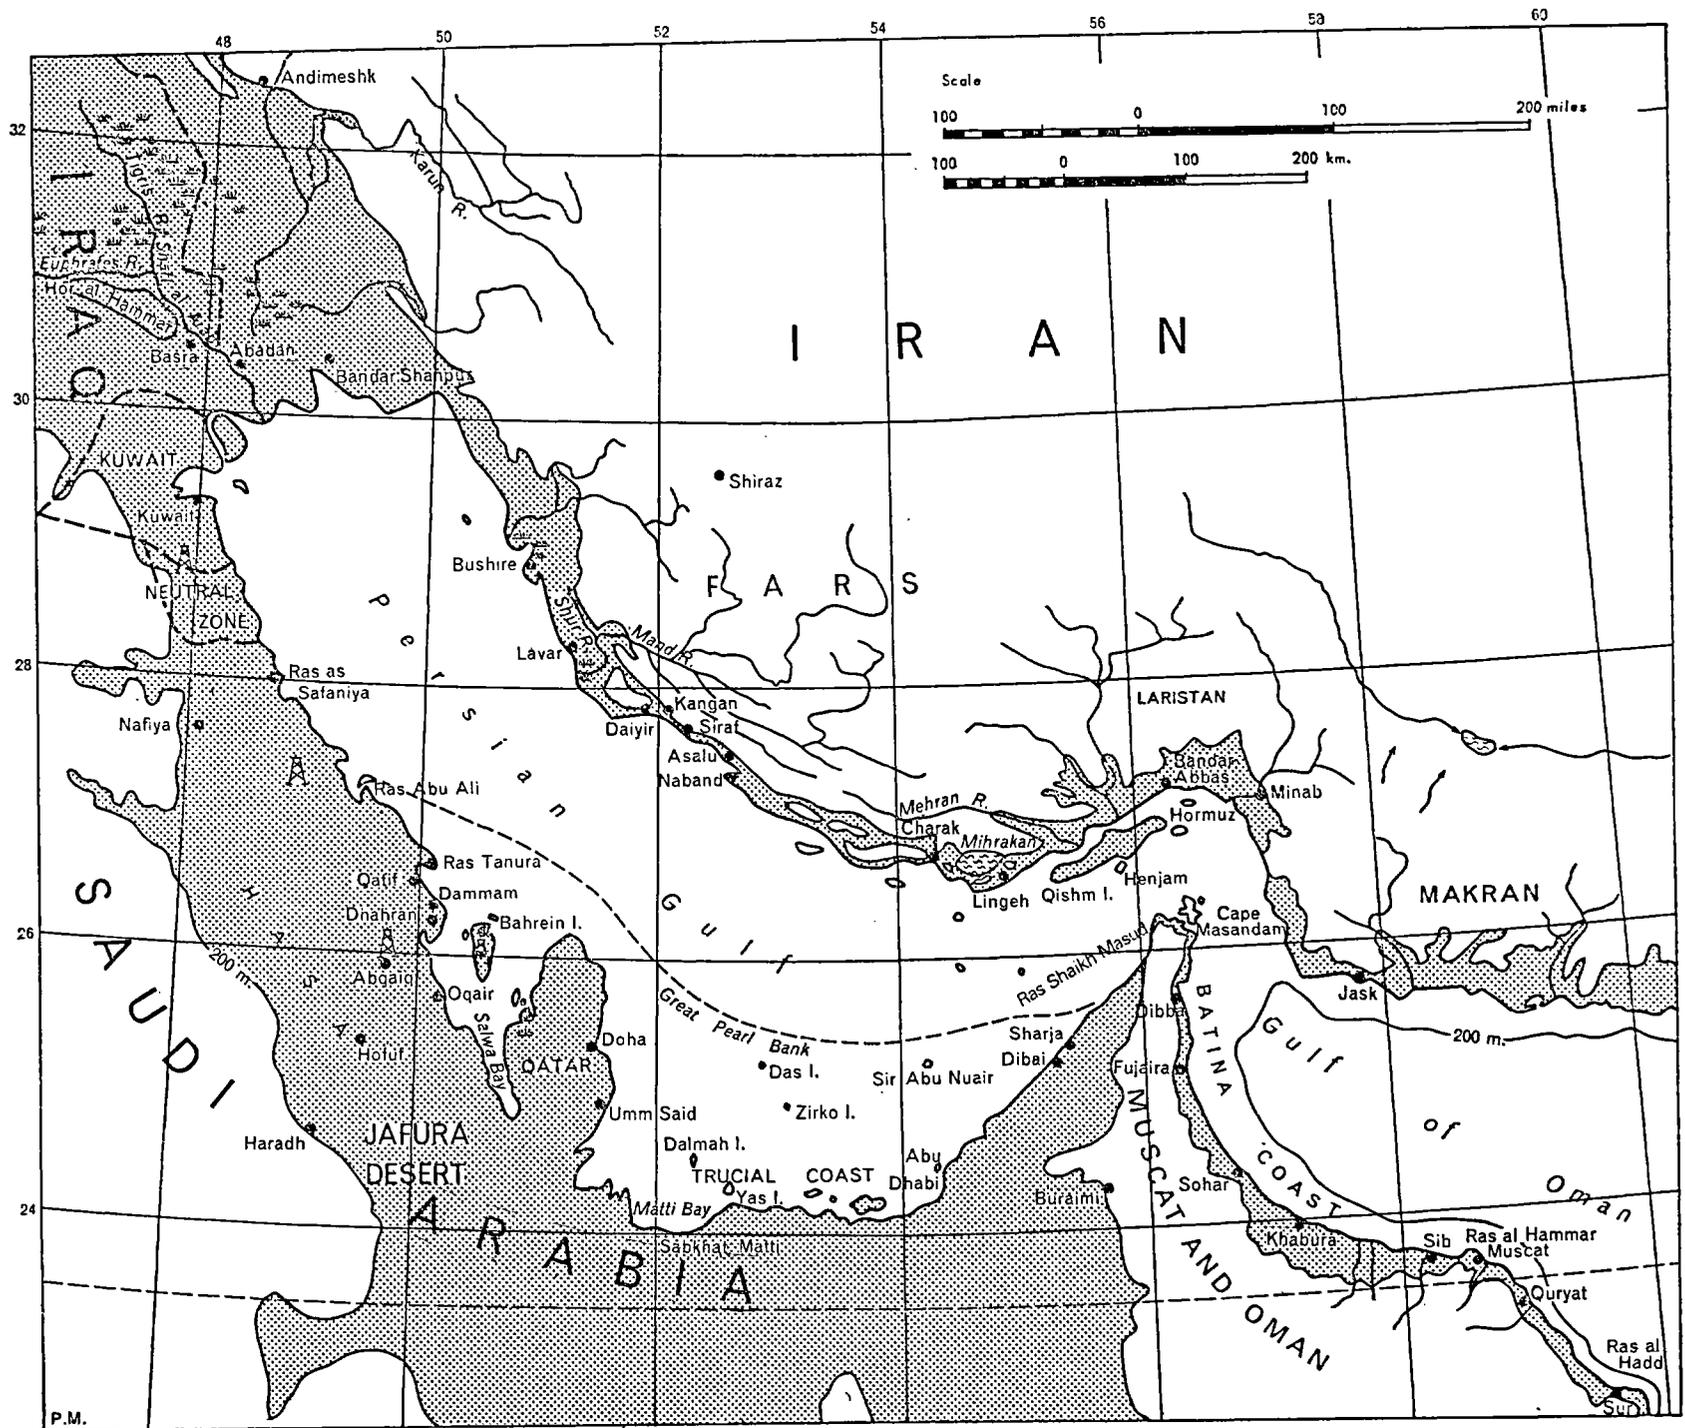 48
50
52
54
56
58
60
Andimeshk
Scale
100 0 100 200 miles
100 0 100 200 km.
32
Tigris R.
Karun
R.
IRAQ
Euphrates R.
Hor al Hammar
IRAN
Basra
Abadan
Bandar Shahpur
30
KUWAIT
Kuwait
Shiraz
Bushire
FARS
NEUTRAL
ZONE
Shur R.
Mand R.
Lavar
28
Ras as
Safaniya
LARISTAN
Nafiya
Kangan
Daiyir
Siraf
Asalu
Naband
Persian
Gulf
Ras Abu Ali
Bandar
Abbas
Minab
Hormuz
Mehran R.
Charak
Mihrakan
Ras Tanura
Qatif
Dammam
Dhahran
Bahrein I.
Lingeh
Qishm I.
Henjam
MAKRAN
Cape
Masandam
26
SAUDI
HASA
200 m.
Abqaiq
Oqair
Ras Shaikh Masud
Jask
Salwa Bay
Great Pearl Bank
Dibba
BATINA
COAST
Gulf
of
Oman
200 m.
Hofuf
Doha
QATAR
Sharja
Dibai
Das I.
Sir Abu Nuair
Fujaira
Umm Said
Zirko I.
Haradh
JAFURA
DESERT
Dalmah I.
TRUCIAL COAST
Yas I.
Abu
Dhabi
Buraimi
Sohar
MUSCAT AND OMAN
24
ARABIA
Matti Bay
Sabkhat Matti
Khabura
Sib
Ras al Hammar
Muscat
Quryat
Ras al
Hadd
Sur
P.M.